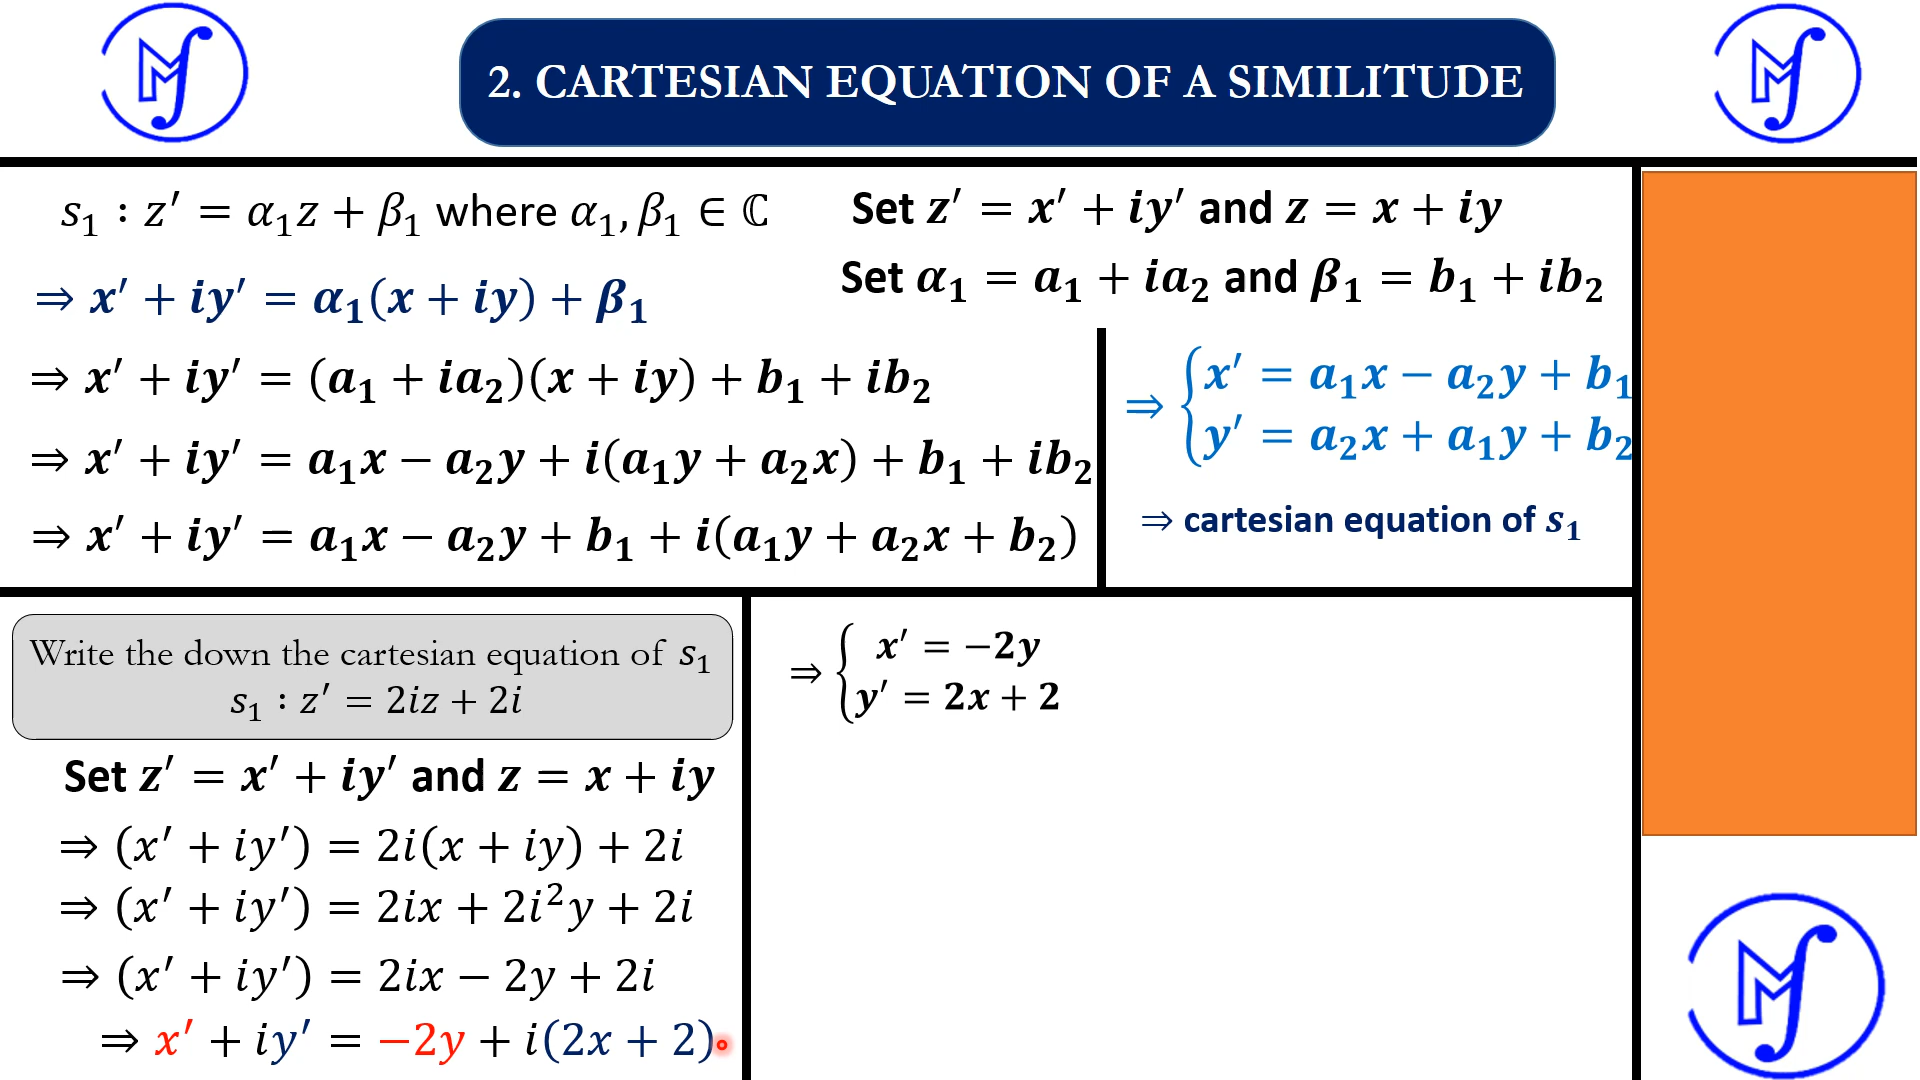 2. CARTESIAN EQUATION OF A SIMILITUDE
s₁ : z′ = α₁z + β₁ where α₁, β₁ ∈ ℂ
Set z′ = x′ + iy′ and z = x + iy
Set α₁ = a₁ + ia₂ and β₁ = b₁ + ib₂
⇒ x′ + iy′ = α₁(x + iy) + β₁
⇒ x′ + iy′ = (a₁ + ia₂)(x + iy) + b₁ + ib₂
⇒ x′ + iy′ = a₁x − a₂y + i(a₁y + a₂x) + b₁ + ib₂
⇒ x′ + iy′ = a₁x − a₂y + b₁ + i(a₁y + a₂x + b₂)
⇒ { x′ = a₁x − a₂y + b₁
y′ = a₂x + a₁y + b₂
⇒ cartesian equation of s₁
Write the down the cartesian equation of s₁
s₁ : z′ = 2iz + 2i
Set z′ = x′ + iy′ and z = x + iy
⇒ (x′ + iy′) = 2i(x + iy) + 2i
⇒ (x′ + iy′) = 2ix + 2i²y + 2i
⇒ (x′ + iy′) = 2ix − 2y + 2i
⇒ x′ + iy′ = −2y + i(2x + 2)
⇒ { x′ = −2y
y′ = 2x + 2